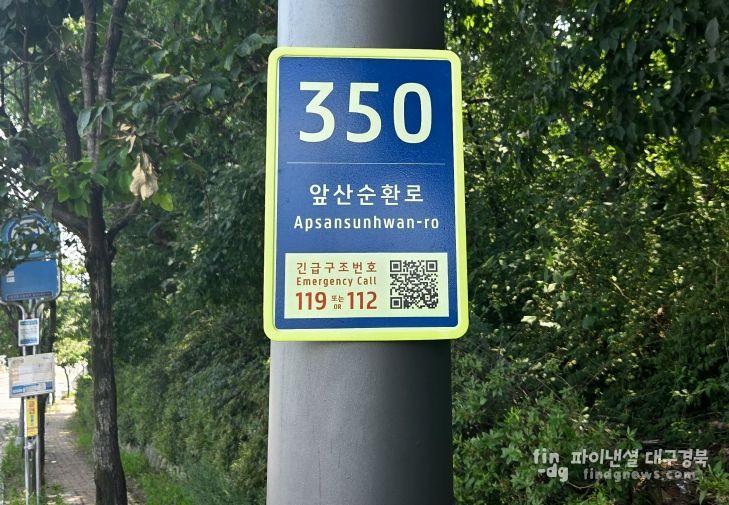 350
앞산순환로
Apsansunhwan-ro
긴급구조번호
Emergency Call
119 또는 OR 112
fin-dg 파이낸셜 대구경북
findgnews.com